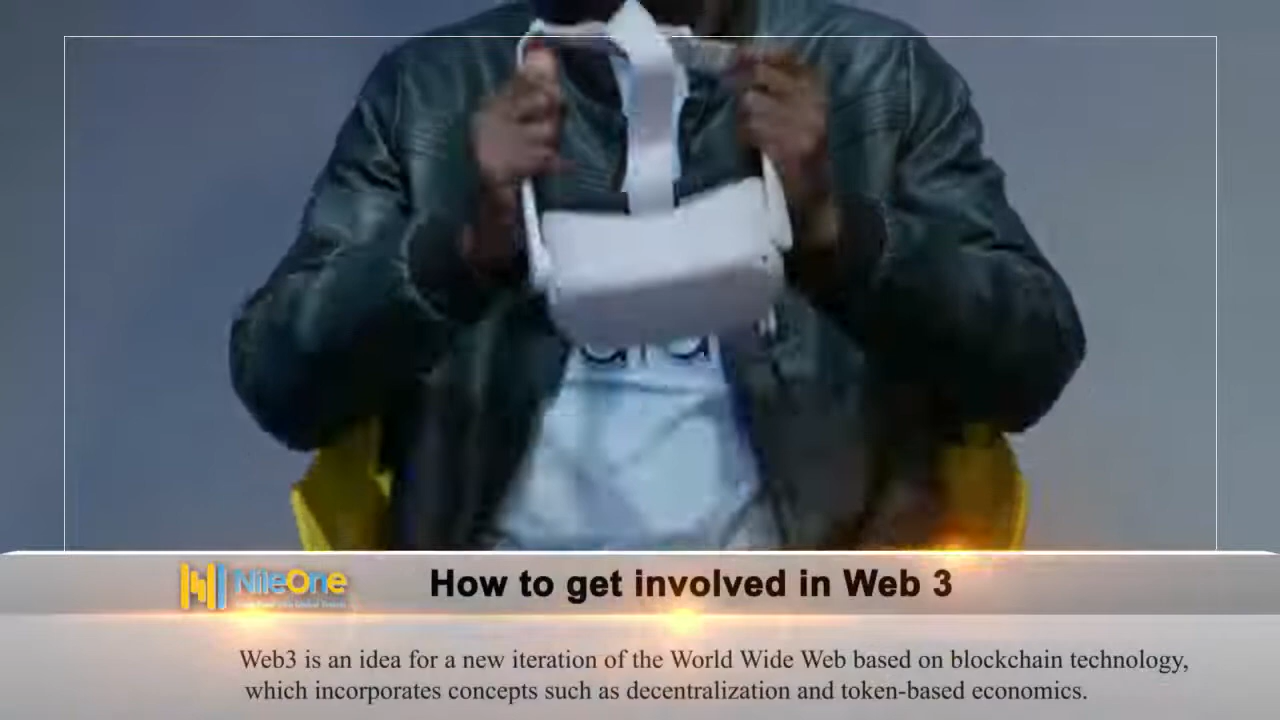 NileOne
How to get involved in Web 3
Web3 is an idea for a new iteration of the World Wide Web based on blockchain technology,
which incorporates concepts such as decentralization and token-based economics.